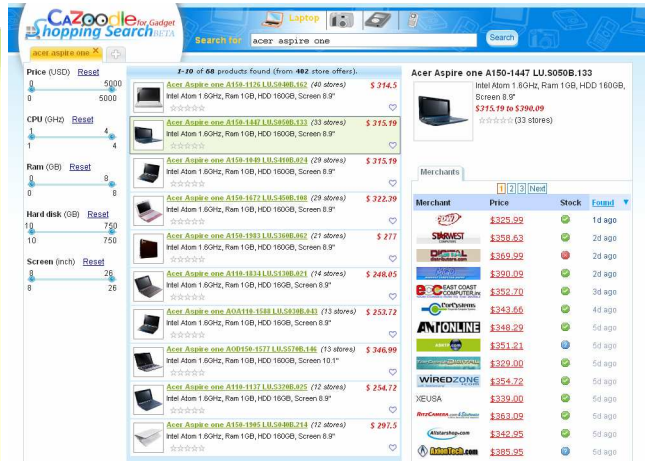 CaZoodle for Gadget
Shopping Search BETA
Laptop
Search for acer aspire one Search
acer aspire one
Price (USD) Reset
0 5000
0 5000
CPU (GHz) Reset
1 4
1 4
Ram (GB) Reset
0 8
0 8
Hard disk (GB) Reset
10 750
10 750
Screen (inch) Reset
8 26
8 26
1-10 of 68 products found (from 402 store offers).
Acer Aspire one A150-1126 LU.S040B.162 (40 stores) $ 314.5
Intel Atom 1.6GHz, Ram 1GB, HDD 160GB, Screen 8.9"
Acer Aspire one A150-1447 LU.S050B.133 (33 stores) $ 315.19
Intel Atom 1.6GHz, Ram 1GB, HDD 160GB, Screen 8.9"
Acer Aspire one A150-1049 LU.S410B.024 (29 stores) $ 315.19
Intel Atom 1.6GHz, Ram 1GB, HDD 160GB, Screen 8.9"
Acer Aspire one A150-1672 LU.S450B.108 (29 stores) $ 322.39
Intel Atom 1.6GHz, Ram 1GB, HDD 160GB, Screen 8.9"
Acer Aspire one A150-1983 LU.S360B.062 (21 stores) $ 277
Intel Atom 1.6GHz, Ram 1GB, HDD 160GB, Screen 8.9"
Acer Aspire one A110-1834 LU.S130B.021 (14 stores) $ 248.05
Intel Atom 1.6GHz, Ram 1GB, HDD 160GB, Screen 8.9"
Acer Aspire one AOA110-1588 LU.S030B.043 (13 stores) $ 253.72
Intel Atom 1.6GHz, Ram 1GB, HDD 160GB, Screen 8.9"
Acer Aspire one AOD150-1577 LU.S570B.146 (13 stores) $ 346.99
Intel Atom 1.6GHz, Ram 1GB, HDD 160GB, Screen 10.1"
Acer Aspire one A110-1137 LU.S320B.025 (12 stores) $ 254.72
Intel Atom 1.6GHz, Ram 1GB, HDD 160GB, Screen 8.9"
Acer Aspire one A150-1905 LU.S040B.214 (12 stores) $ 297.5
Intel Atom 1.6GHz, Ram 1GB, HDD 160GB, Screen 8.9"
Acer Aspire one A150-1447 LU.S050B.133
Intel Atom 1.6GHz, Ram 1GB, HDD 160GB,
Screen 8.9"
$315.19 to $390.09
(33 stores)
Merchants
1 2 3 Next
Merchant Price Stock Found
$325.99 1d ago
STARWEST $358.63 2d ago
DIGITAL $369.99 2d ago
$390.09 2d ago
EAST COAST COMPUTER, inc $352.70 3d ago
$343.66 4d ago
ANTONLINE $348.29 5d ago
$351.21 5d ago
$329.00 5d ago
WIREDZONE $354.72 5d ago
XEUSA $339.00 5d ago
$363.09 5d ago
Allstarshop.com $342.95 5d ago
AxionTech.com $385.95 5d ago